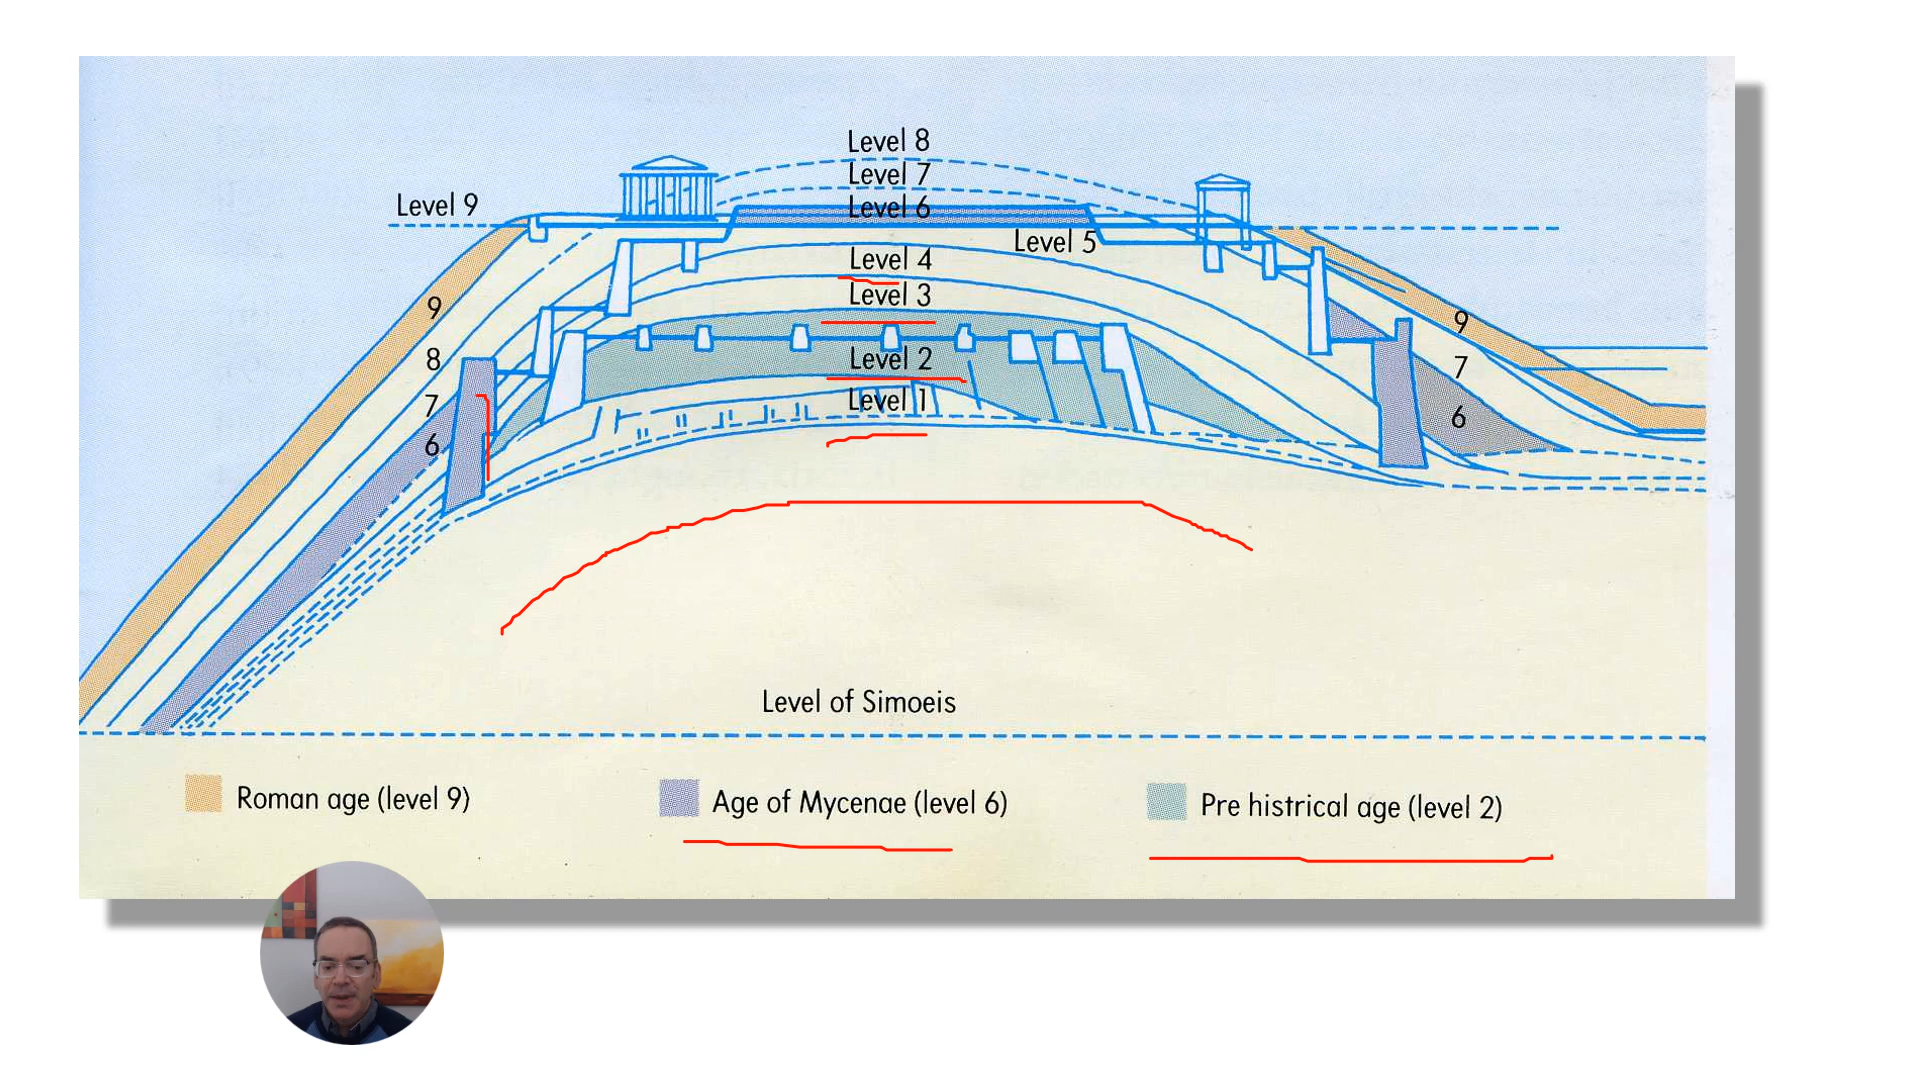 Level 8
Level 7
Level 9
Level 6
Level 5
Level 4
Level 3
9
9
8
Level 2
7
7
Level 1
6
6
Level of Simoeis
Roman age (level 9)
Age of Mycenae (level 6)
Pre histrical age (level 2)